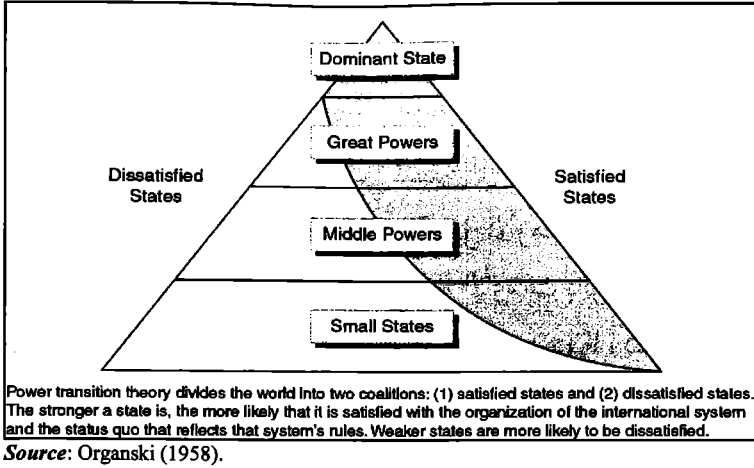 Dominant State
Great Powers
Dissatisfied
States
Satisfied
States
Middle Powers
Small States
Power transition theory divides the world into two coalitions: (1) satisfied states and (2) dissatisfied states.
The stronger a state is, the more likely that it is satisfied with the organization of the international system
and the status quo that reflects that system's rules. Weaker states are more likely to be dissatisfied.
Source: Organski (1958).